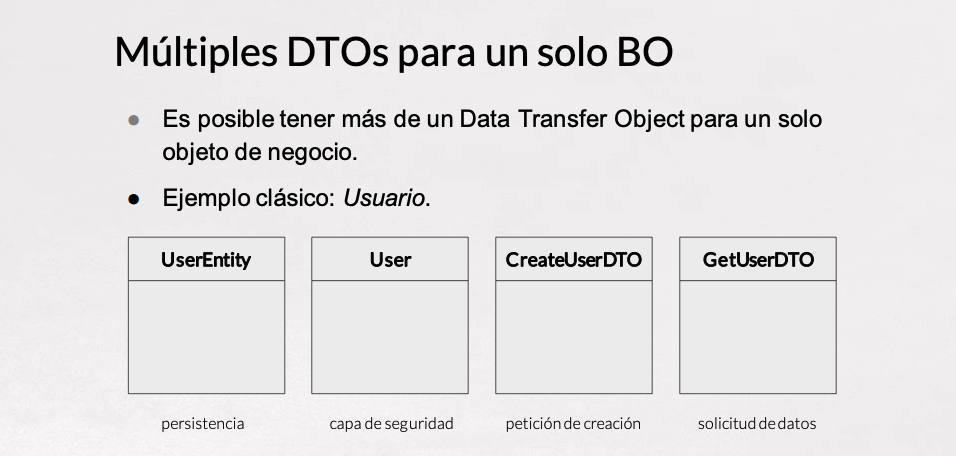 Múltiples DTOs para un solo BO
● Es posible tener más de un Data Transfer Object para un solo
objeto de negocio.
● Ejemplo clásico: Usuario.
UserEntity
User
CreateUserDTO
GetUserDTO
persistencia
capa de seguridad
petición de creación
solicitud de datos